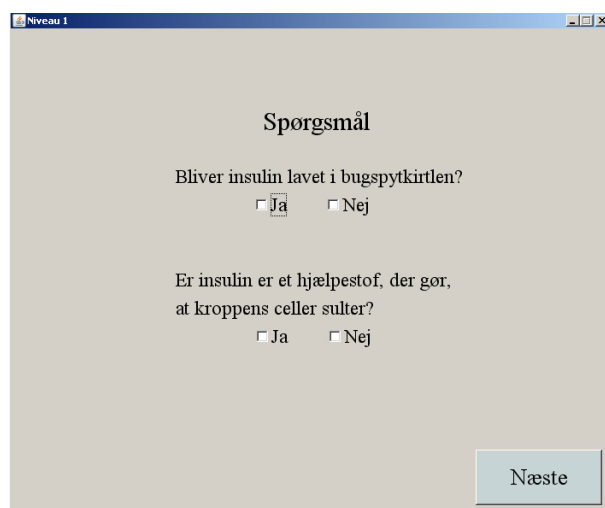 Niveau 1
Spørgsmål
Bliver insulin lavet i bugspytkirtlen?
Ja Nej
Er insulin er et hjælpestof, der gør,
at kroppens celler sulter?
Ja Nej
Næste